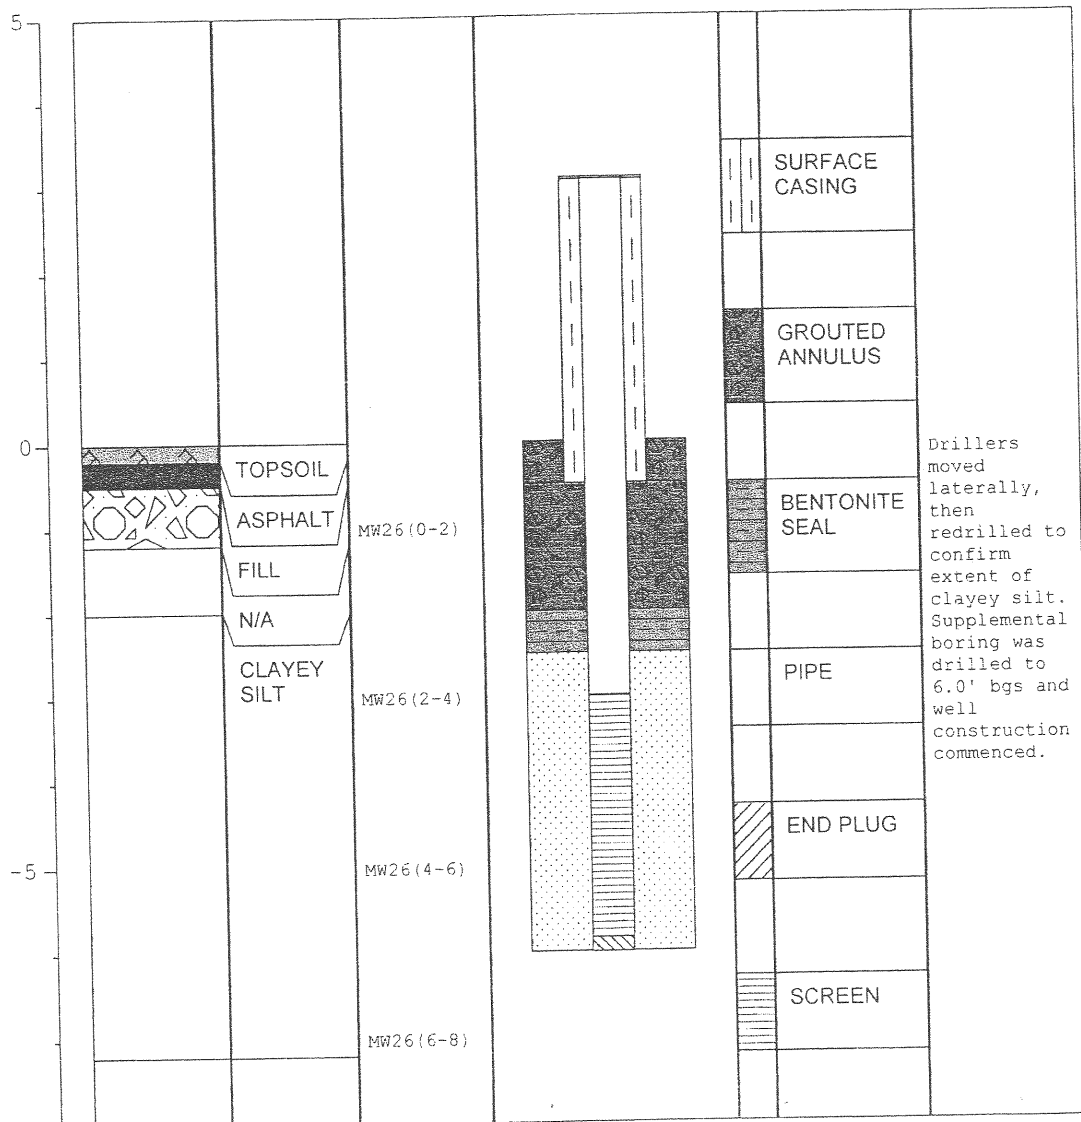 5
0
-5
TOPSOIL
ASPHALT
FILL
N/A
CLAYEY
SILT
MW26(0-2)
MW26(2-4)
MW26(4-6)
MW26(6-8)
SURFACE
CASING
GROUTED
ANNULUS
BENTONITE
SEAL
PIPE
END PLUG
SCREEN
Drillers
moved
laterally,
then
redrilled to
confirm
extent of
clayey silt.
Supplemental
boring was
drilled to
6.0' bgs and
well
construction
commenced.